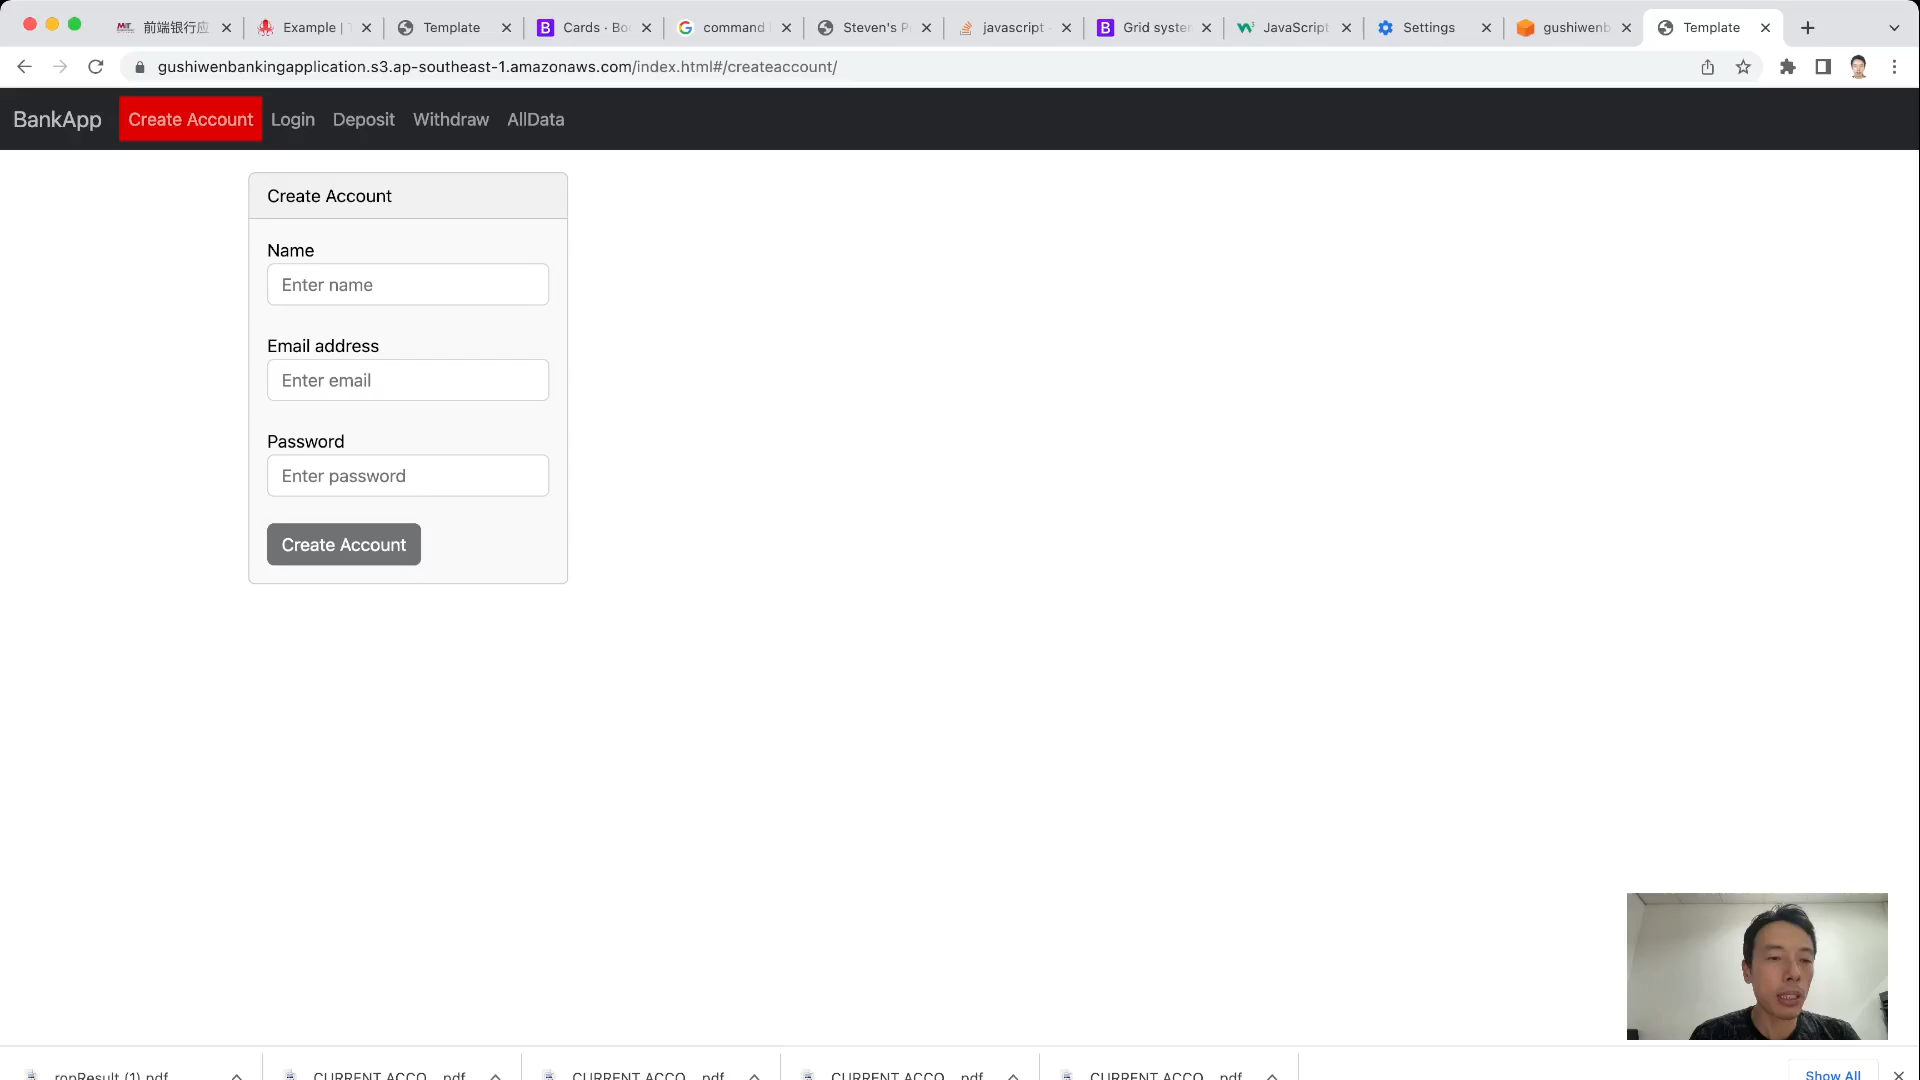 前端银行应
Example |
Template
Cards · Bo
command
Steven's P
javascript
Grid syste
JavaScript
Settings
gushiwenb
Template
gushiwenbankingapplication.s3.ap-southeast-1.amazonaws.com/index.html#/createaccount/
BankApp Create Account Login Deposit Withdraw AllData
Create Account
Name
Enter name
Email address
Enter email
Password
Enter password
Create Account
ropResult (1).pdf
CURRENT ACCO....pdf
CURRENT ACCO....pdf
CURRENT ACCO....pdf
CURRENT ACCO....pdf
Show All